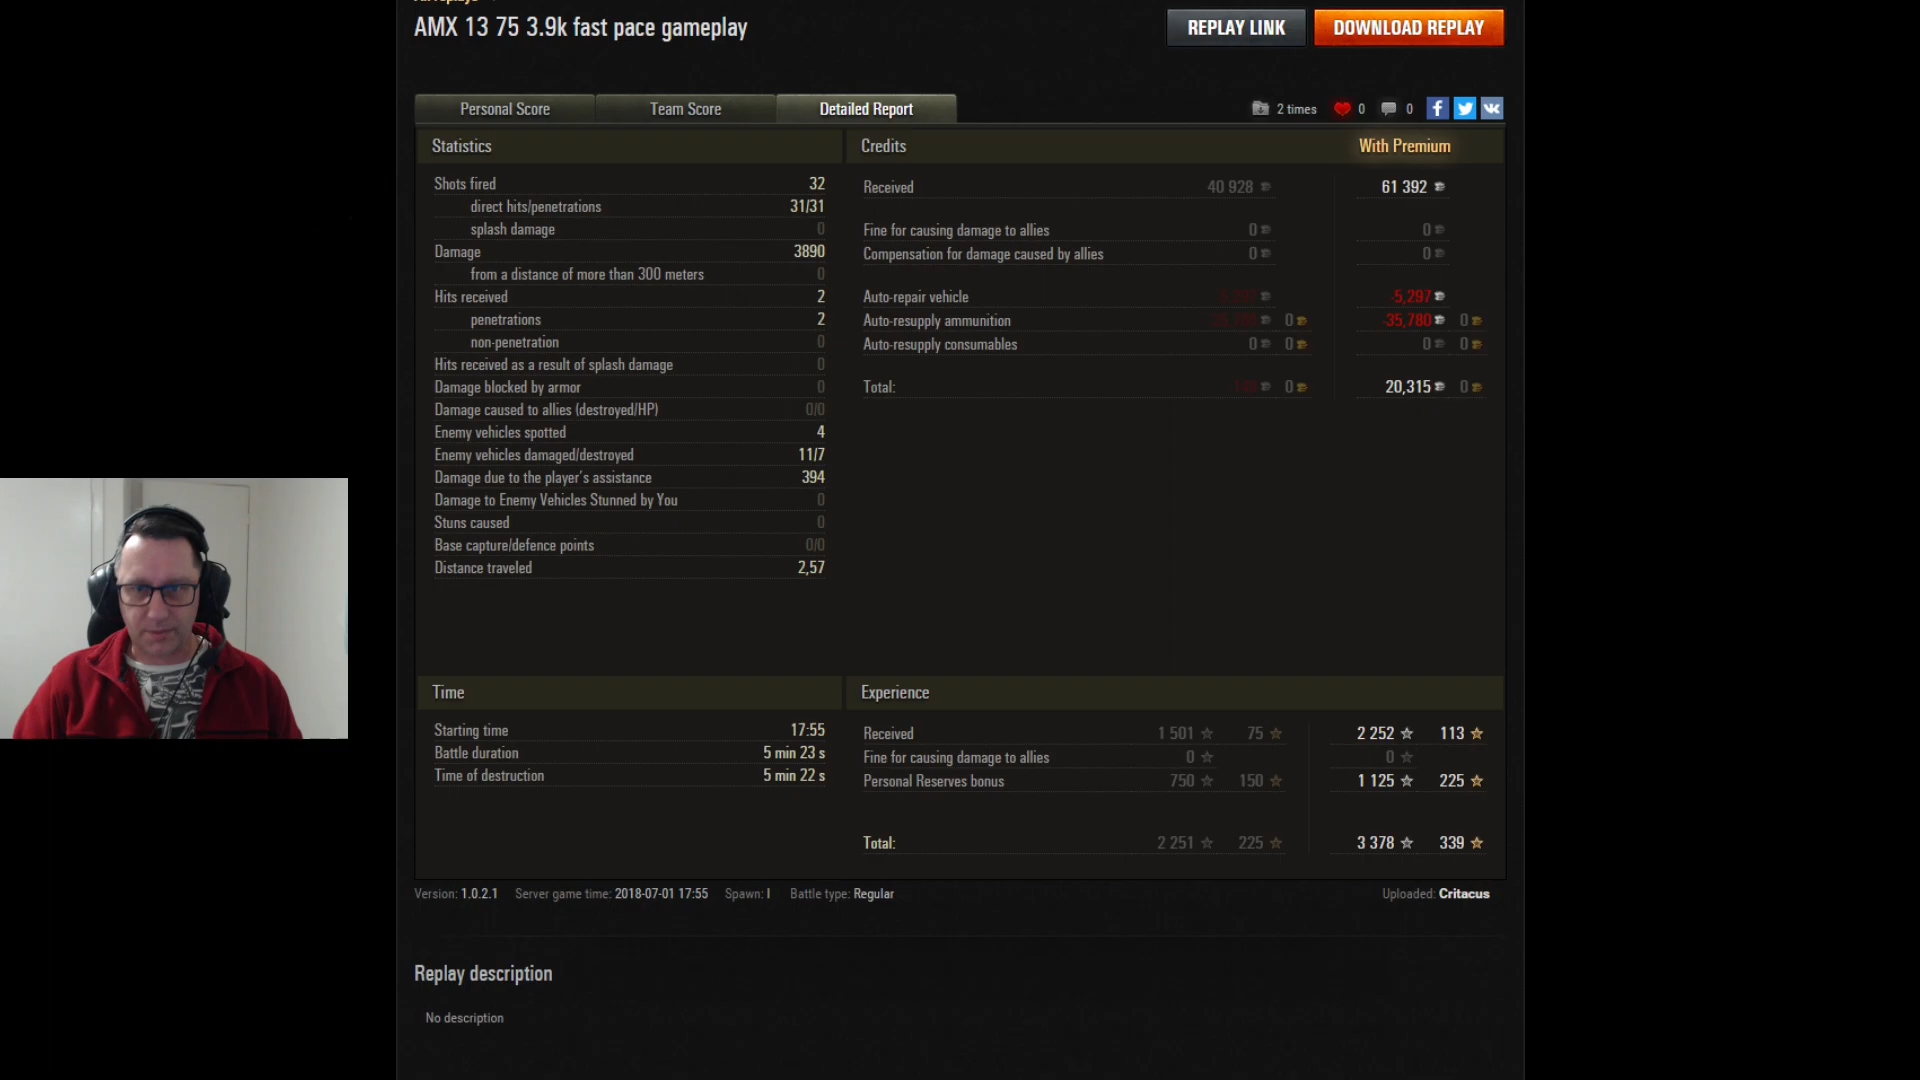 AMX 13 75 3.9k fast pace gameplay
REPLAY LINK
DOWNLOAD REPLAY
Personal Score
Team Score
Detailed Report
2 times
0
0
Statistics
Shots fired 32
direct hits/penetrations 31/31
splash damage 0
Damage 3890
from a distance of more than 300 meters 0
Hits received 2
penetrations 2
non-penetration 0
Hits received as a result of splash damage 0
Damage blocked by armor 0
Damage caused to allies (destroyed/HP) 0/0
Enemy vehicles spotted 4
Enemy vehicles damaged/destroyed 11/7
Damage due to the player's assistance 394
Damage to Enemy Vehicles Stunned by You 0
Stuns caused 0
Base capture/defence points 0/0
Distance traveled 2,57
Credits With Premium
Received 40 928 61 392
Fine for causing damage to allies 0 0
Compensation for damage caused by allies 0 0
Auto-repair vehicle -5,297
Auto-resupply ammunition 0 -35,780 0
Auto-resupply consumables 0 0 0 0
Total: 0 20,315 0
Time
Starting time 17:55
Battle duration 5 min 23 s
Time of destruction 5 min 22 s
Experience
Received 1 501 75 2 252 113
Fine for causing damage to allies 0 0
Personal Reserves bonus 750 150 1 125 225
Total: 2 251 225 3 378 339
Version: 1.0.2.1 Server game time: 2018-07-01 17:55 Spawn: I Battle type: Regular
Uploaded: Critacus
Replay description
No description